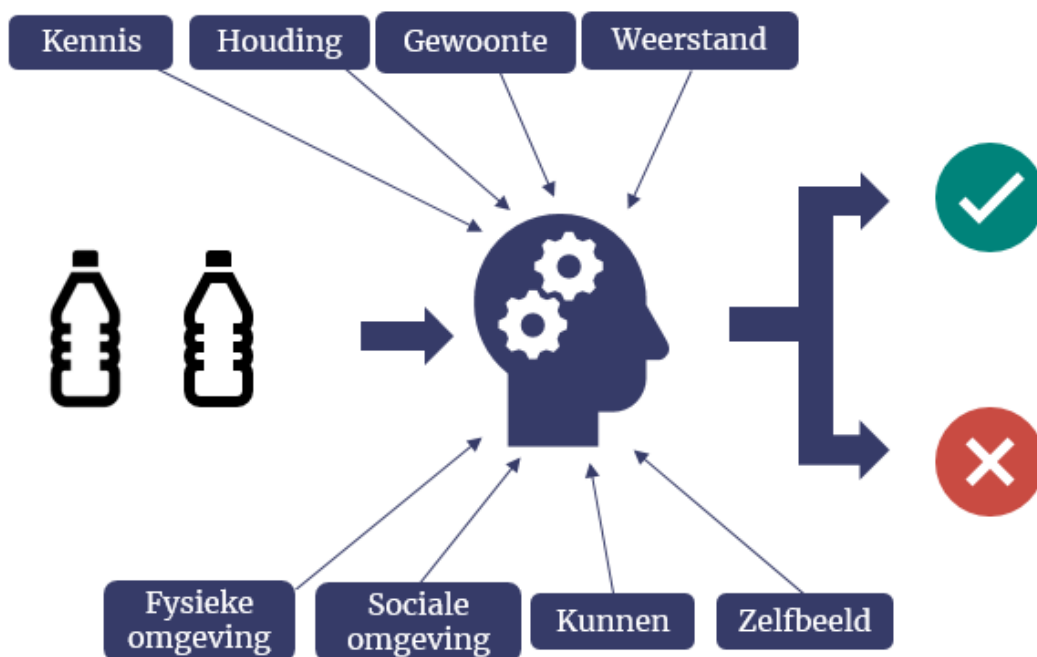 Kennis
Houding
Gewoonte
Weerstand
Fysieke
omgeving
Sociale
omgeving
Kunnen
Zelfbeeld